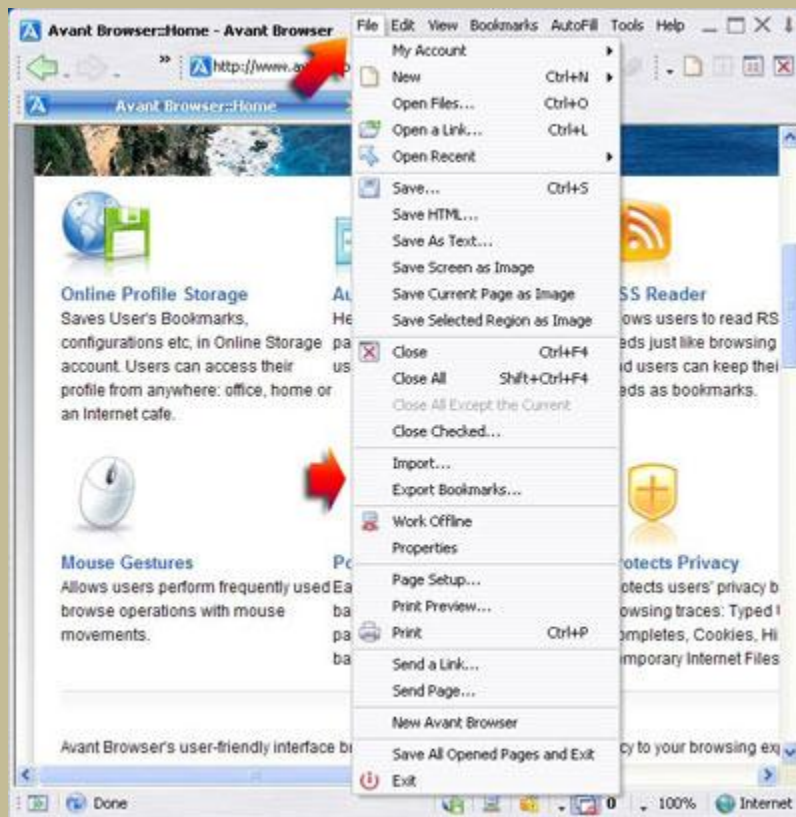 Avant Browser::Home - Avant Browser
File Edit View Bookmarks AutoFill Tools Help
http://www.av
Avant Browser::Home
My Account
New Ctrl+N
Open Files... Ctrl+O
Open a Link... Ctrl+L
Open Recent
Save... Ctrl+S
Save HTML...
Save As Text...
Save Screen as Image
Save Current Page as Image
Save Selected Region as Image
Close Ctrl+F4
Close All Shift+Ctrl+F4
Close All Except the Current
Close Checked...
Import...
Export Bookmarks...
Work Offline
Properties
Page Setup...
Print Preview...
Print Ctrl+P
Send a Link...
Send Page...
New Avant Browser
Save All Opened Pages and Exit
Exit
Online Profile Storage
Saves User's Bookmarks,
configurations etc, in Online Storage
account. Users can access their
profile from anywhere: office, home or
an Internet cafe.
SS Reader
ows users to read RS
eds just like browsing
d users can keep thei
eds as bookmarks.
Mouse Gestures
Allows users perform frequently used
browse operations with mouse
movements.
rotects Privacy
otects users' privacy b
owsing traces: Typed
ompletes, Cookies, Hi
mporary Internet Files
Avant Browser's user-friendly interface b
cy to your browsing ex
Done 0 100% Internet